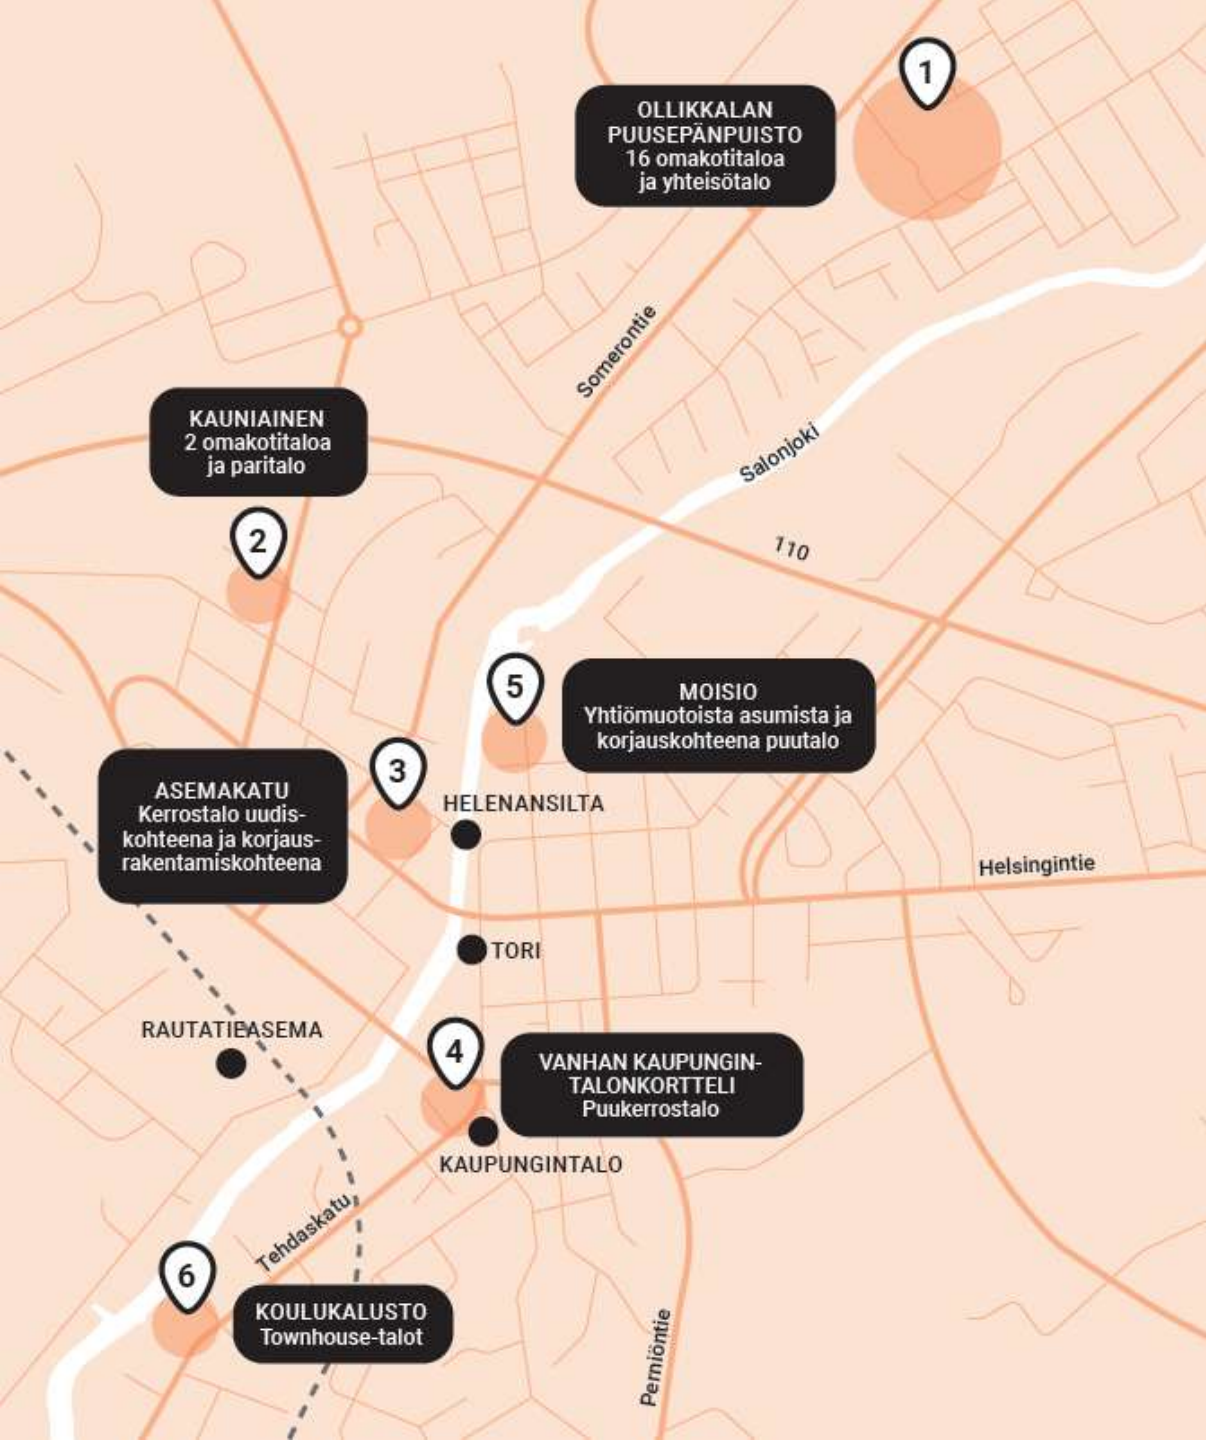 1
OLLIKKALAN
PUUSEPÄNPUISTO
16 omakotitaloa
ja yhteisötalo
Somerontie
KAUNIAINEN
2 omakotitaloa
ja paritalo
Salonjoki
2
110
5
MOISIO
Yhtiömuotoista asumista ja
korjauskohteena puutalo
3
ASEMAKATU
Kerrostalo uudis-
kohteena ja korjaus-
rakentamiskohteena
HELENANSILTA
Helsingintie
TORI
RAUTATIEASEMA
4
VANHAN KAUPUNGIN-
TALONKORTTELI
Puukerrostalo
KAUPUNGINTALO
Tehdaskatu
6
KOULUKALUSTO
Townhouse-talot
Perniöntie